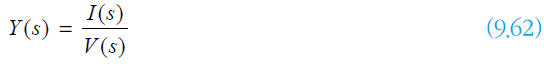 Y(s) = I(s) / V(s) (9.62)